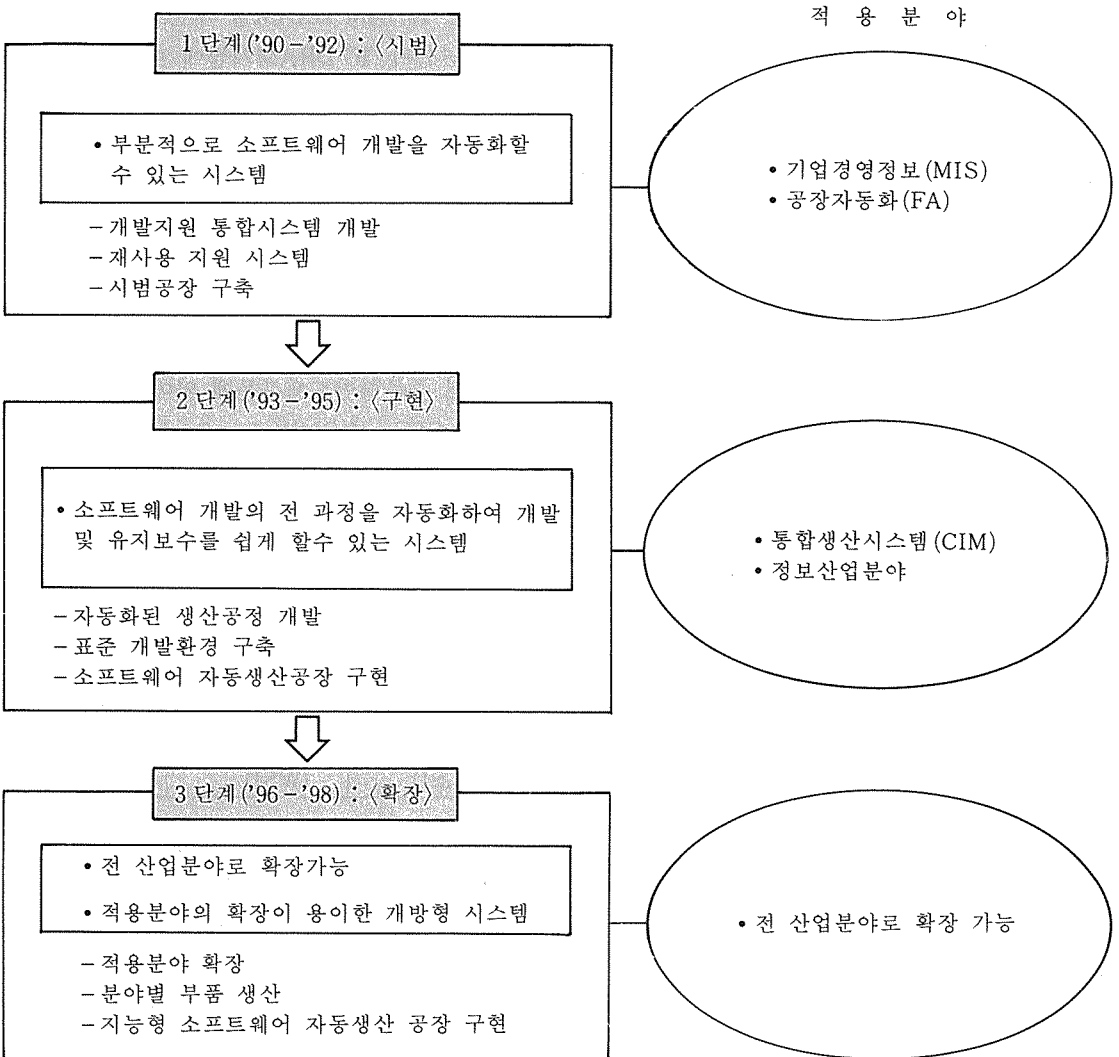 적 용 분 야
1 단계('90-'92) : 〈시범〉
• 부분적으로 소프트웨어 개발을 자동화할
수 있는 시스템
- 개발지원 통합시스템 개발
- 재사용 지원 시스템
- 시범공장 구축
• 기업경영정보(MIS)
• 공장자동화(FA)
2 단계('93-'95) : 〈구현〉
• 소프트웨어 개발의 전 과정을 자동화하여 개발
및 유지보수를 쉽게 할수 있는 시스템
- 자동화된 생산공정 개발
- 표준 개발환경 구축
- 소프트웨어 자동생산공장 구현
• 통합생산시스템(CIM)
• 정보산업분야
3 단계('96-'98) : 〈확장〉
• 전 산업분야로 확장가능
• 적용분야의 확장이 용이한 개방형 시스템
- 적용분야 확장
- 분야별 부품 생산
- 지능형 소프트웨어 자동생산 공장 구현
• 전 산업분야로 확장 가능